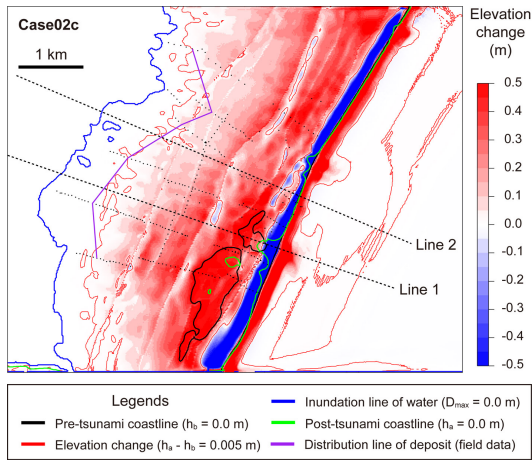 Case02c
1 km
Elevation
change
(m)
0.5
0.4
0.3
0.2
0.1
0.0
-0.1
-0.2
-0.3
-0.4
-0.5
Line 2
Line 1
Legends
Pre-tsunami coastline (hb = 0.0 m)
Elevation change (ha - hb = 0.005 m)
Inundation line of water (Dmax = 0.0 m)
Post-tsunami coastline (ha = 0.0 m)
Distribution line of deposit (field data)